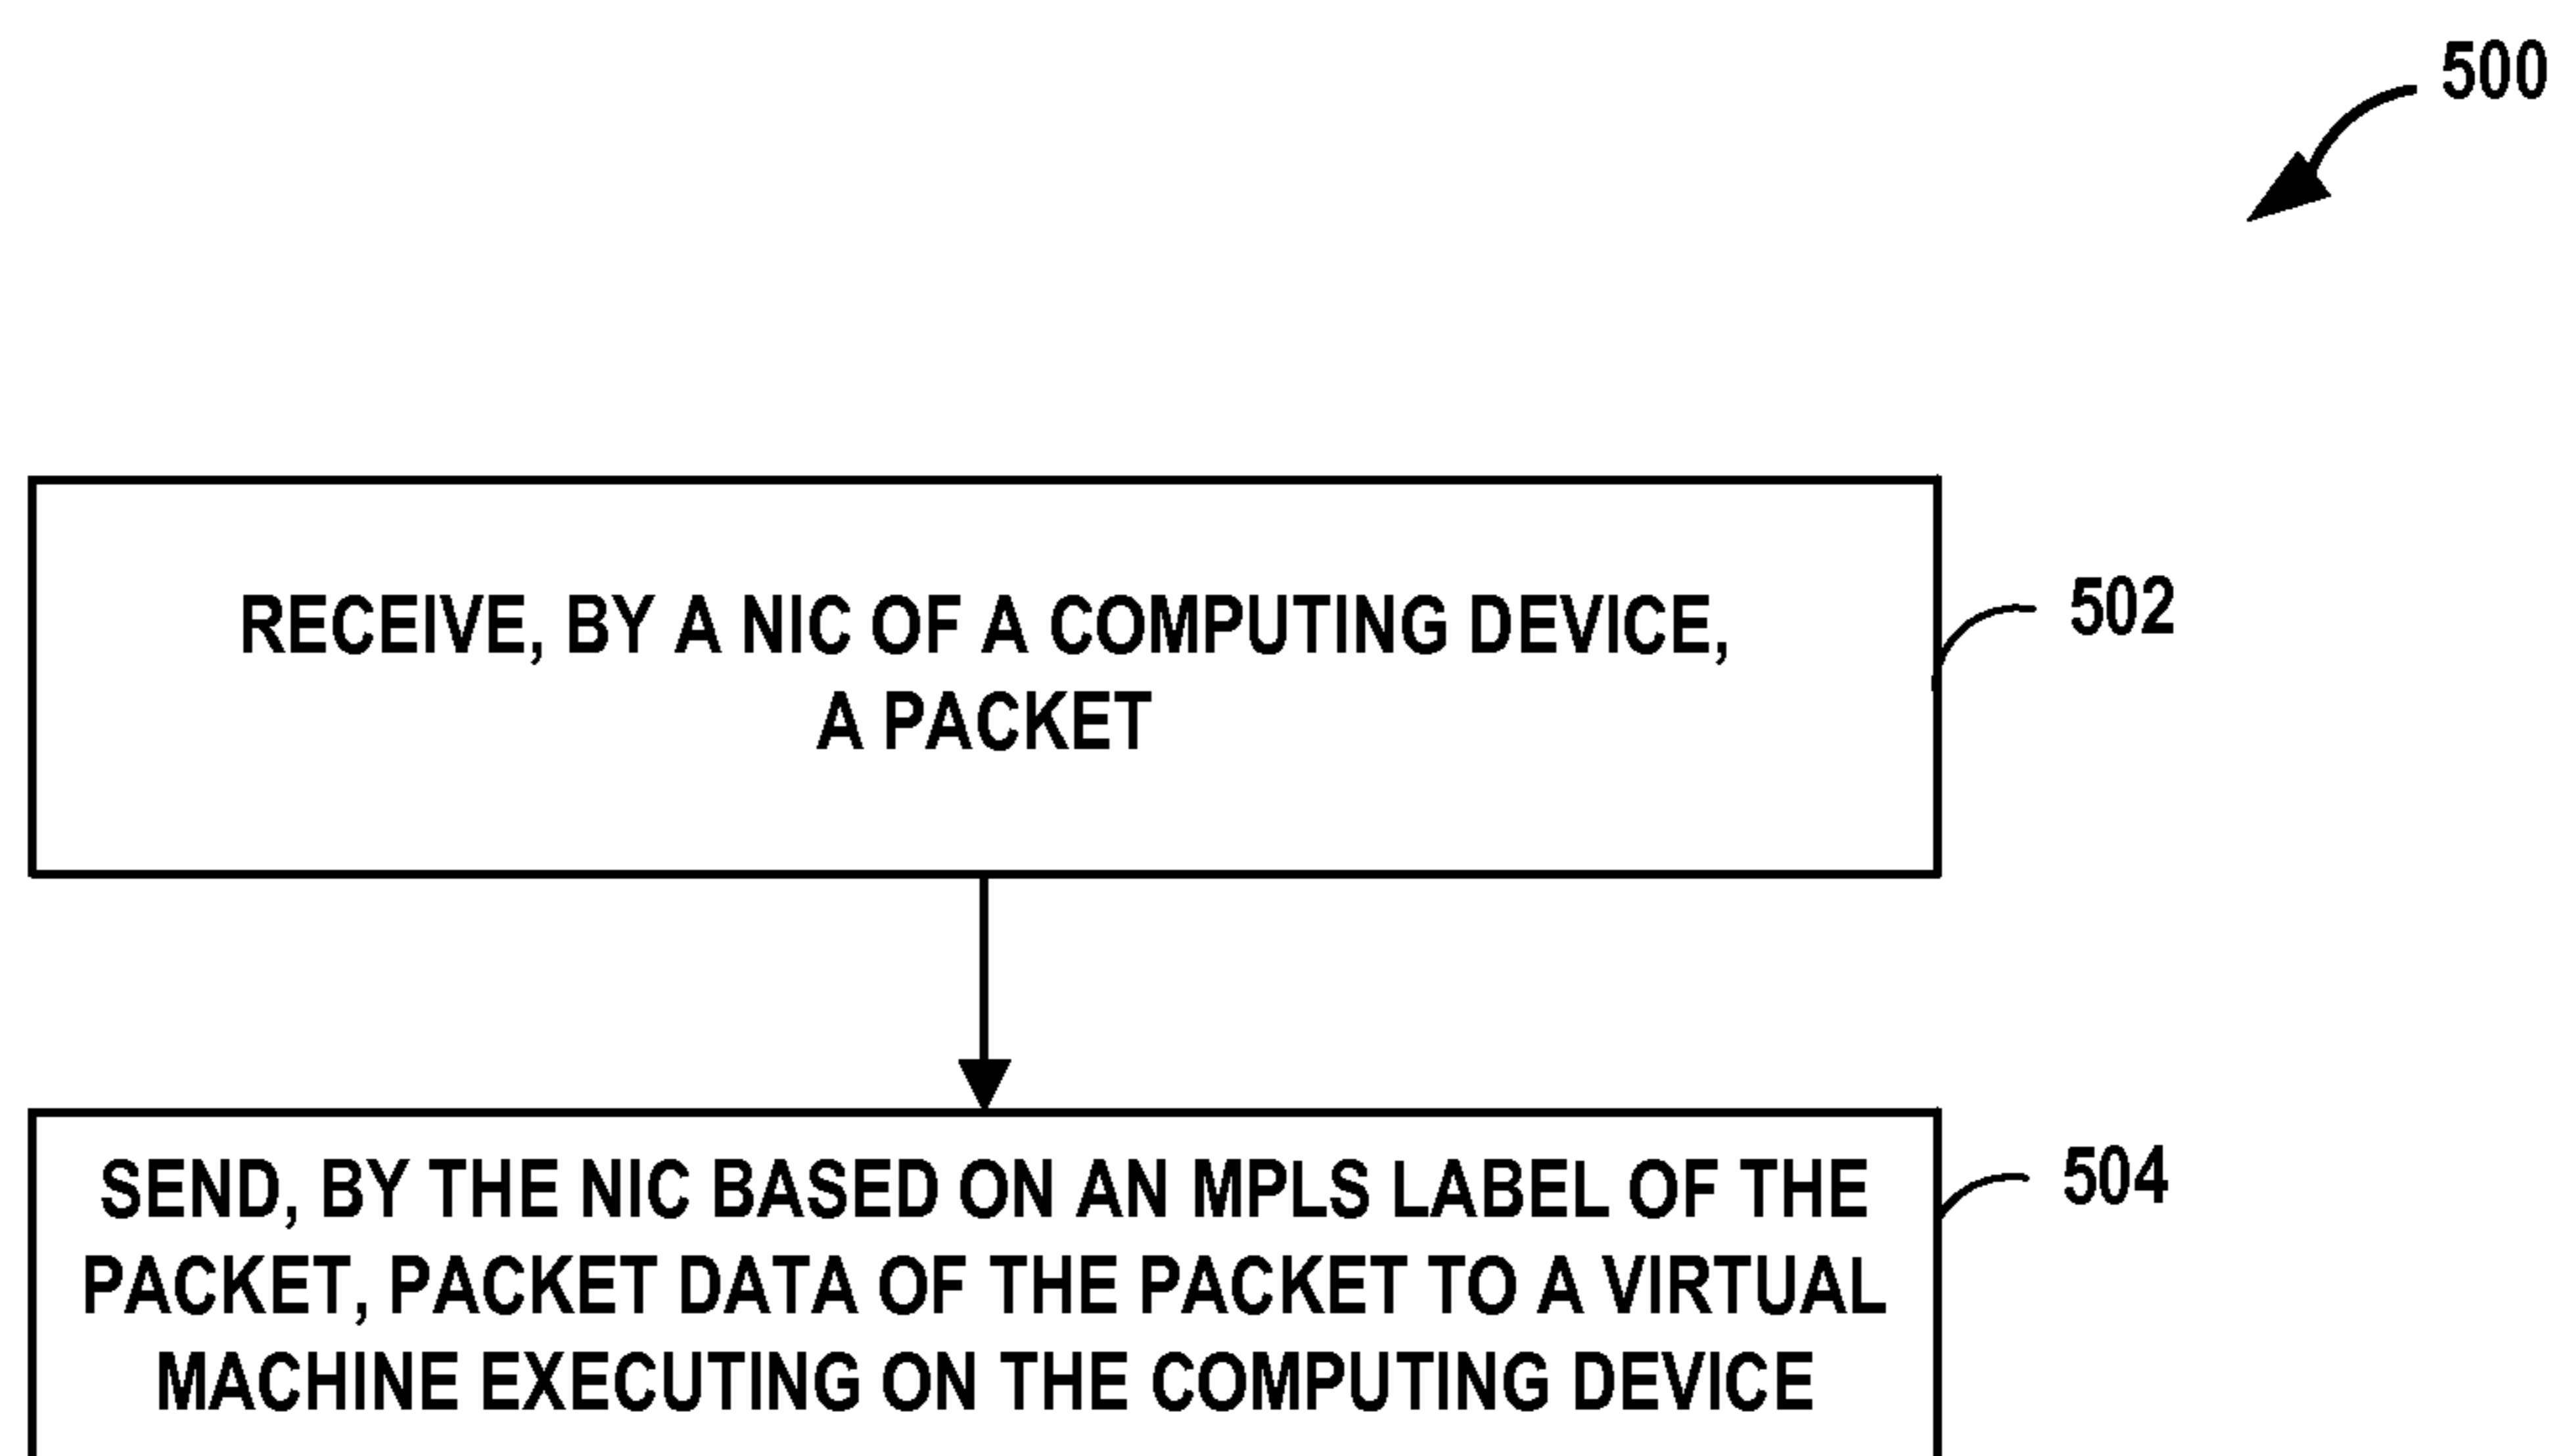 500
RECEIVE, BY A NIC OF A COMPUTING DEVICE,
A PACKET
502
SEND, BY THE NIC BASED ON AN MPLS LABEL OF THE
PACKET, PACKET DATA OF THE PACKET TO A VIRTUAL
MACHINE EXECUTING ON THE COMPUTING DEVICE
504